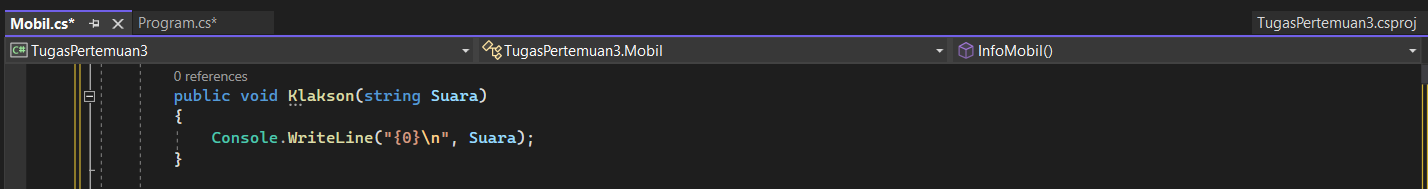 Mobil.cs* Program.cs* TugasPertemuan3.csproj
TugasPertemuan3 TugasPertemuan3.Mobil InfoMobil()
0 references
public void Klakson(string Suara)
{
Console.WriteLine("{0}\n", Suara);
}